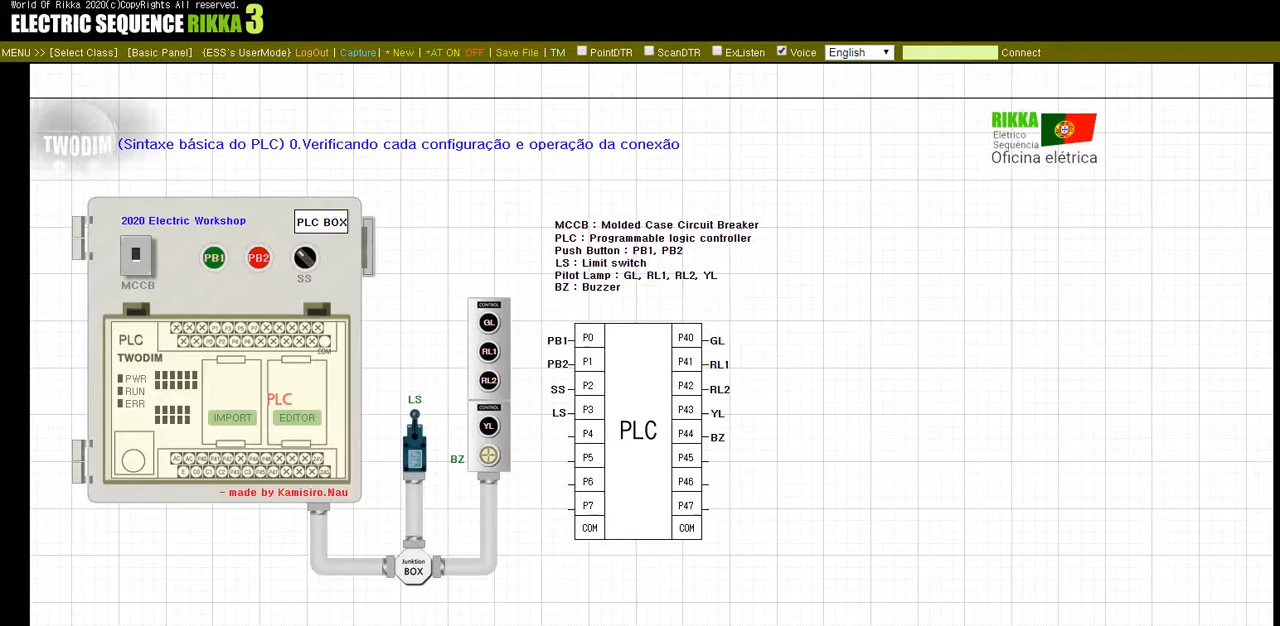 World Of Rikka 2020(c)CopyRights All reserved.
ELECTRIC SEQUENCE RIKKA 3
MENU >> [Select Class] [Basic Panel] {ESS's UserMode} LogOut | Capture | * New | *AT ON OFF | Save File | TM PointDTR ScanDTR ExListen Voice English Connect
TWODIM (Sintaxe básica do PLC) 0.Verificando cada configuração e operação da conexão
RIKKA
Elétrico
Sequência
Oficina elétrica
2020 Electric Workshop
PLC BOX
PB1 PB2
MCCB SS
MCCB : Molded Case Circuit Breaker
PLC : Programmable logic controller
Push Button : PB1, PB2
LS : Limit switch
Pilot Lamp : GL, RL1, RL2, YL
BZ : Buzzer
PLC
TWODIM
PWR
RUN
ERR
COM
PLC
IMPORT EDITOR
- made by Kamisiro.Nau
LS
CONTROL
GL
RL1
RL2
CONTROL
YL
BZ
Junktion
BOX
PB1 P0 P40 GL
PB2 P1 P41 RL1
SS P2 P42 RL2
LS P3 P43 YL
P4 P44 BZ
PLC
P5 P45
P6 P46
P7 P47
COM COM